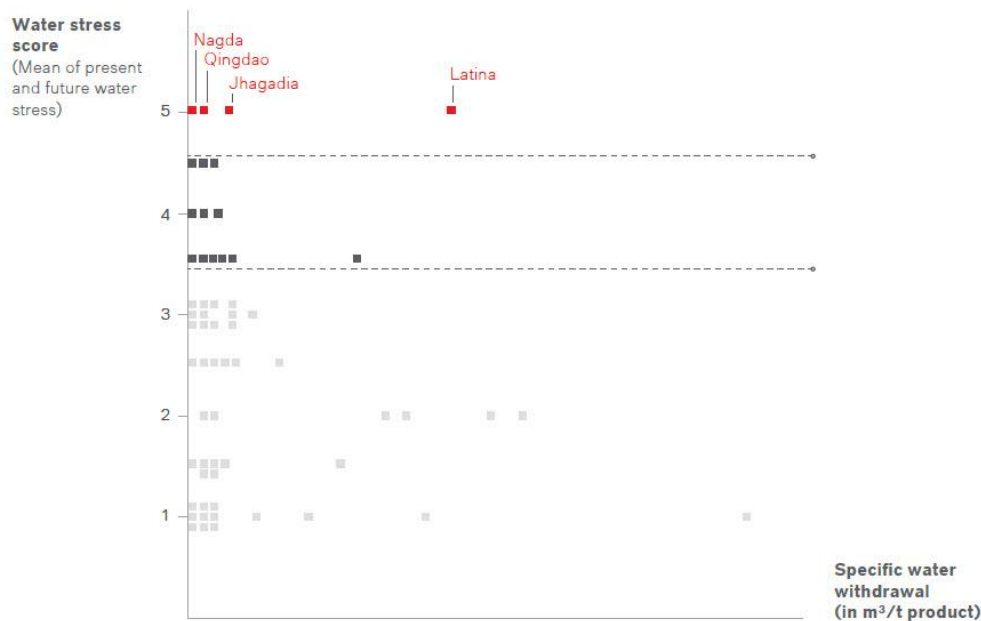 Water stress
score
(Mean of present
and future water
stress)
Nagda
Qingdao
Jhagadia
Latina
5
4
3
2
1
Specific water
withdrawal
(in m³/t product)